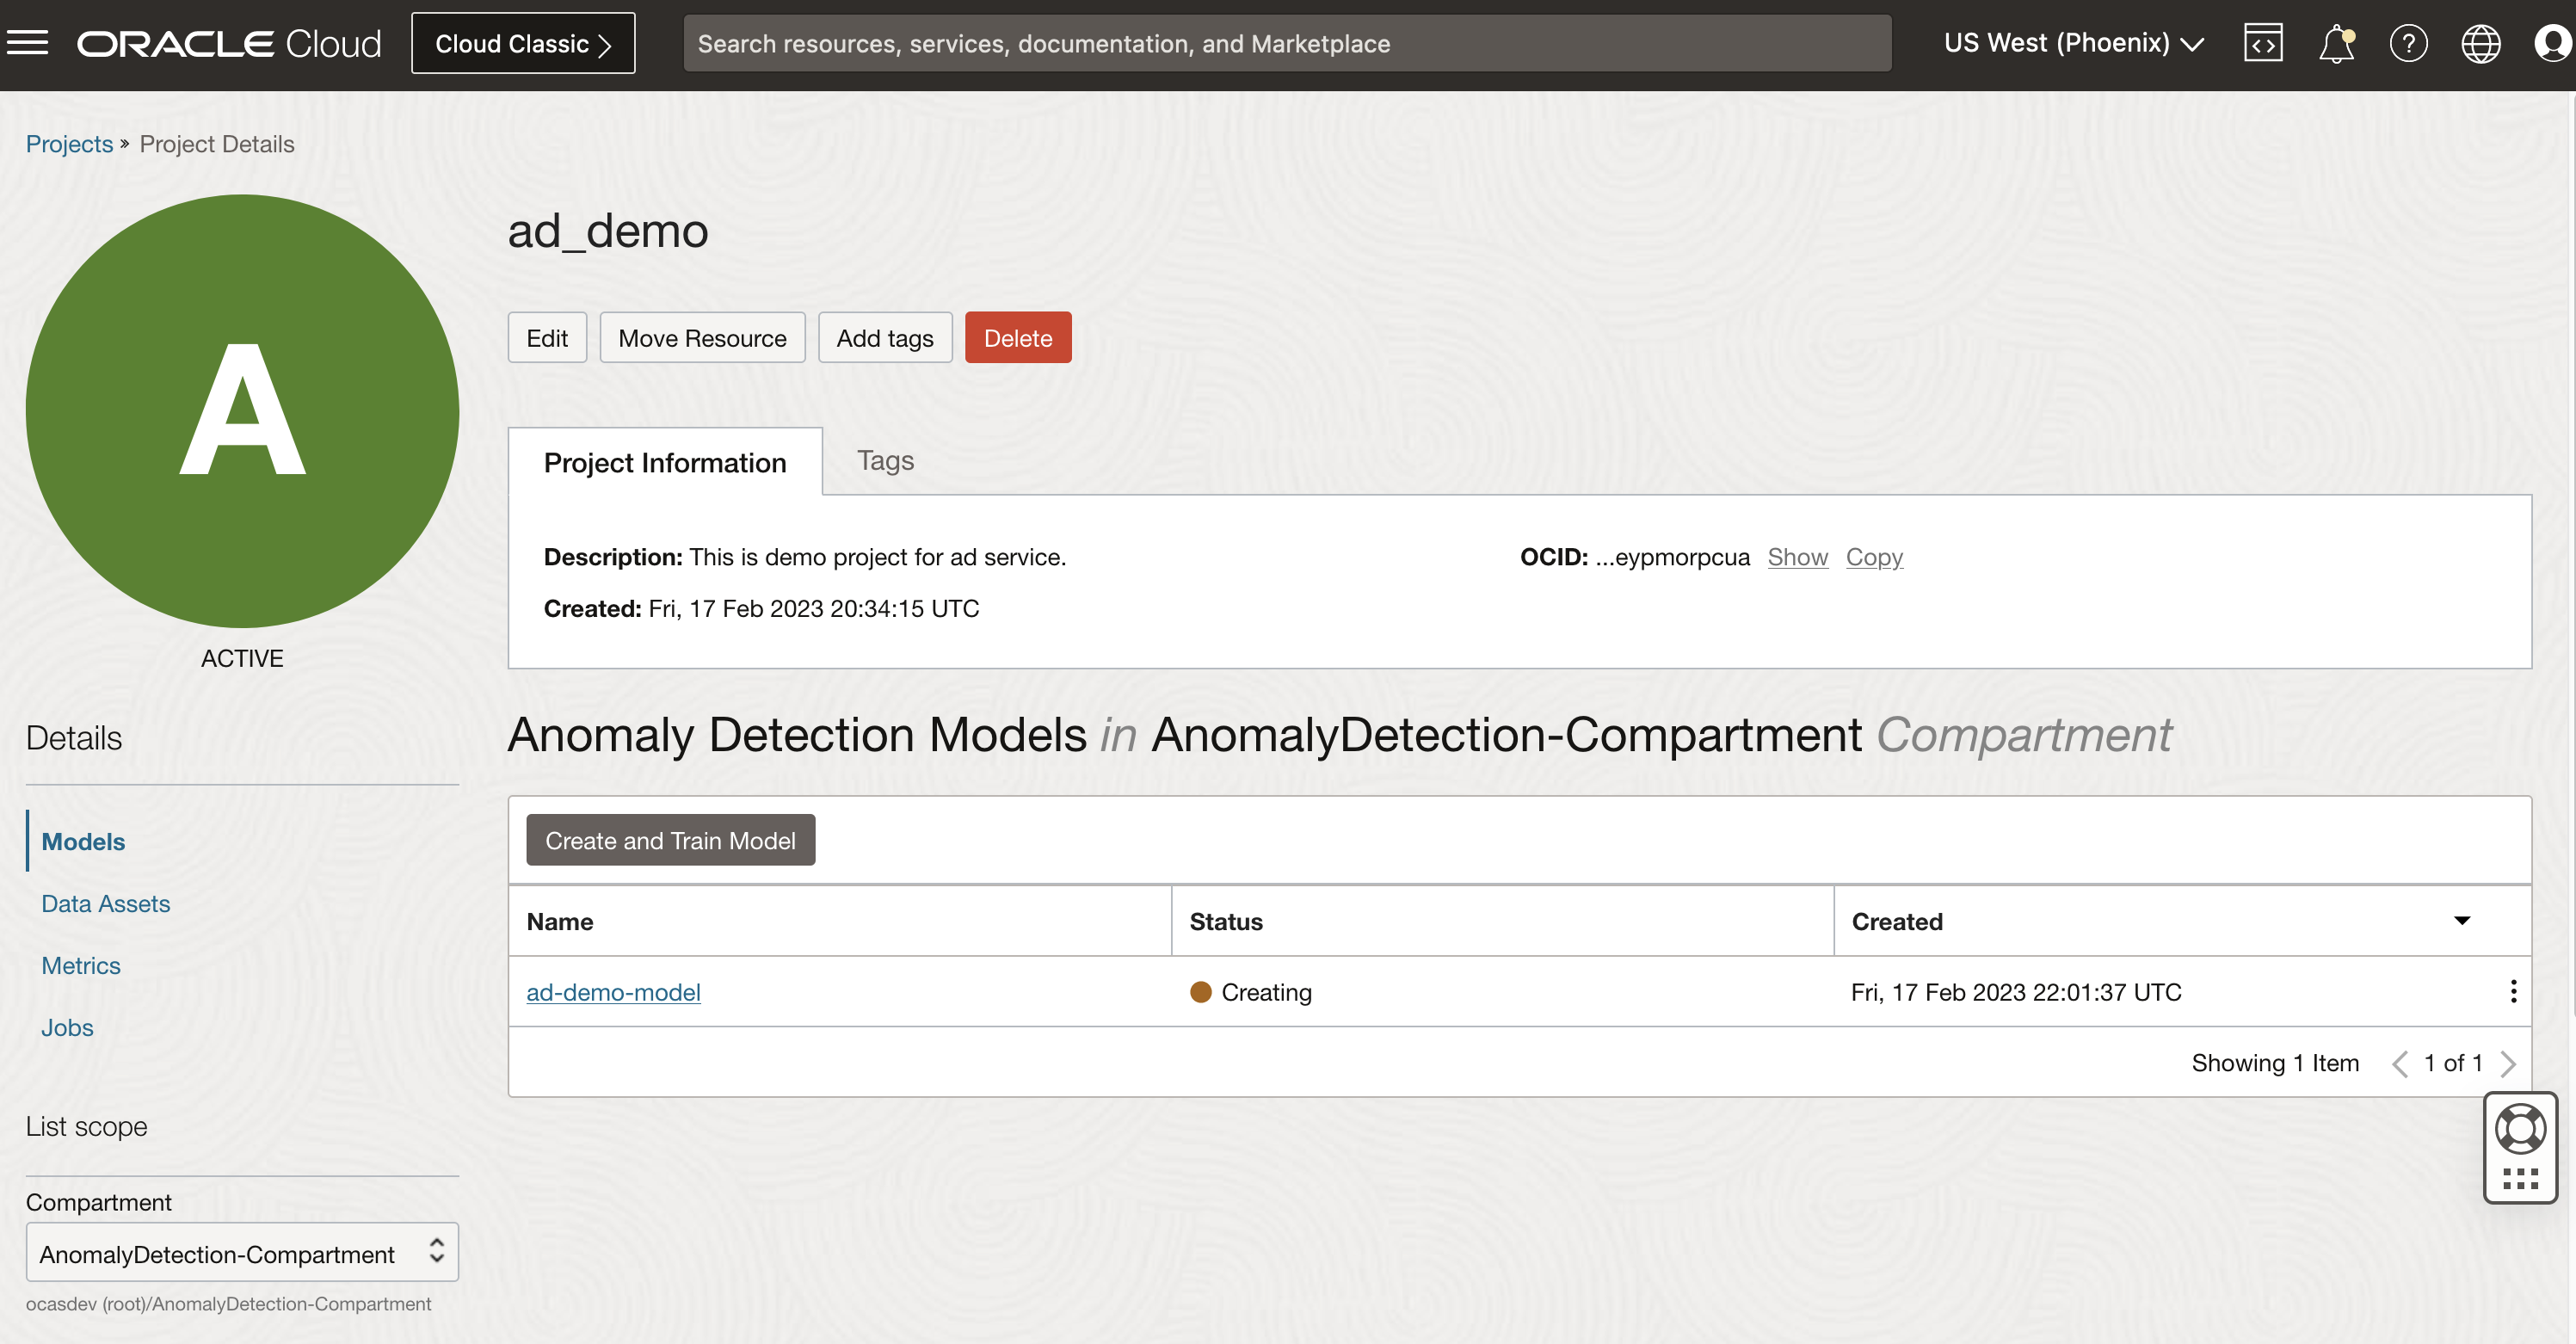 ORACLE Cloud
Cloud Classic
Search resources, services, documentation, and Marketplace
US West (Phoenix)
Projects » Project Details
A
ACTIVE
ad_demo
Edit
Move Resource
Add tags
Delete
Project Information
Tags
Description: This is demo project for ad service.
OCID: ...eypmorpcua Show Copy
Created: Fri, 17 Feb 2023 20:34:15 UTC
Details
Models
Data Assets
Metrics
Jobs
Anomaly Detection Models in AnomalyDetection-Compartment Compartment
Create and Train Model
Name Status Created
ad-demo-model Creating Fri, 17 Feb 2023 22:01:37 UTC
Showing 1 Item 1 of 1
List scope
Compartment
AnomalyDetection-Compartment
ocasdev (root)/AnomalyDetection-Compartment